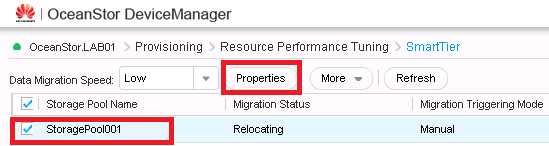 HUAWEI OceanStor DeviceManager
OceanStor.LAB01 > Provisioning > Resource Performance Tuning > SmartTier
Data Migration Speed: Low Properties More Refresh
Storage Pool Name Migration Status Migration Triggering Mode
StoragePool001 Relocating Manual